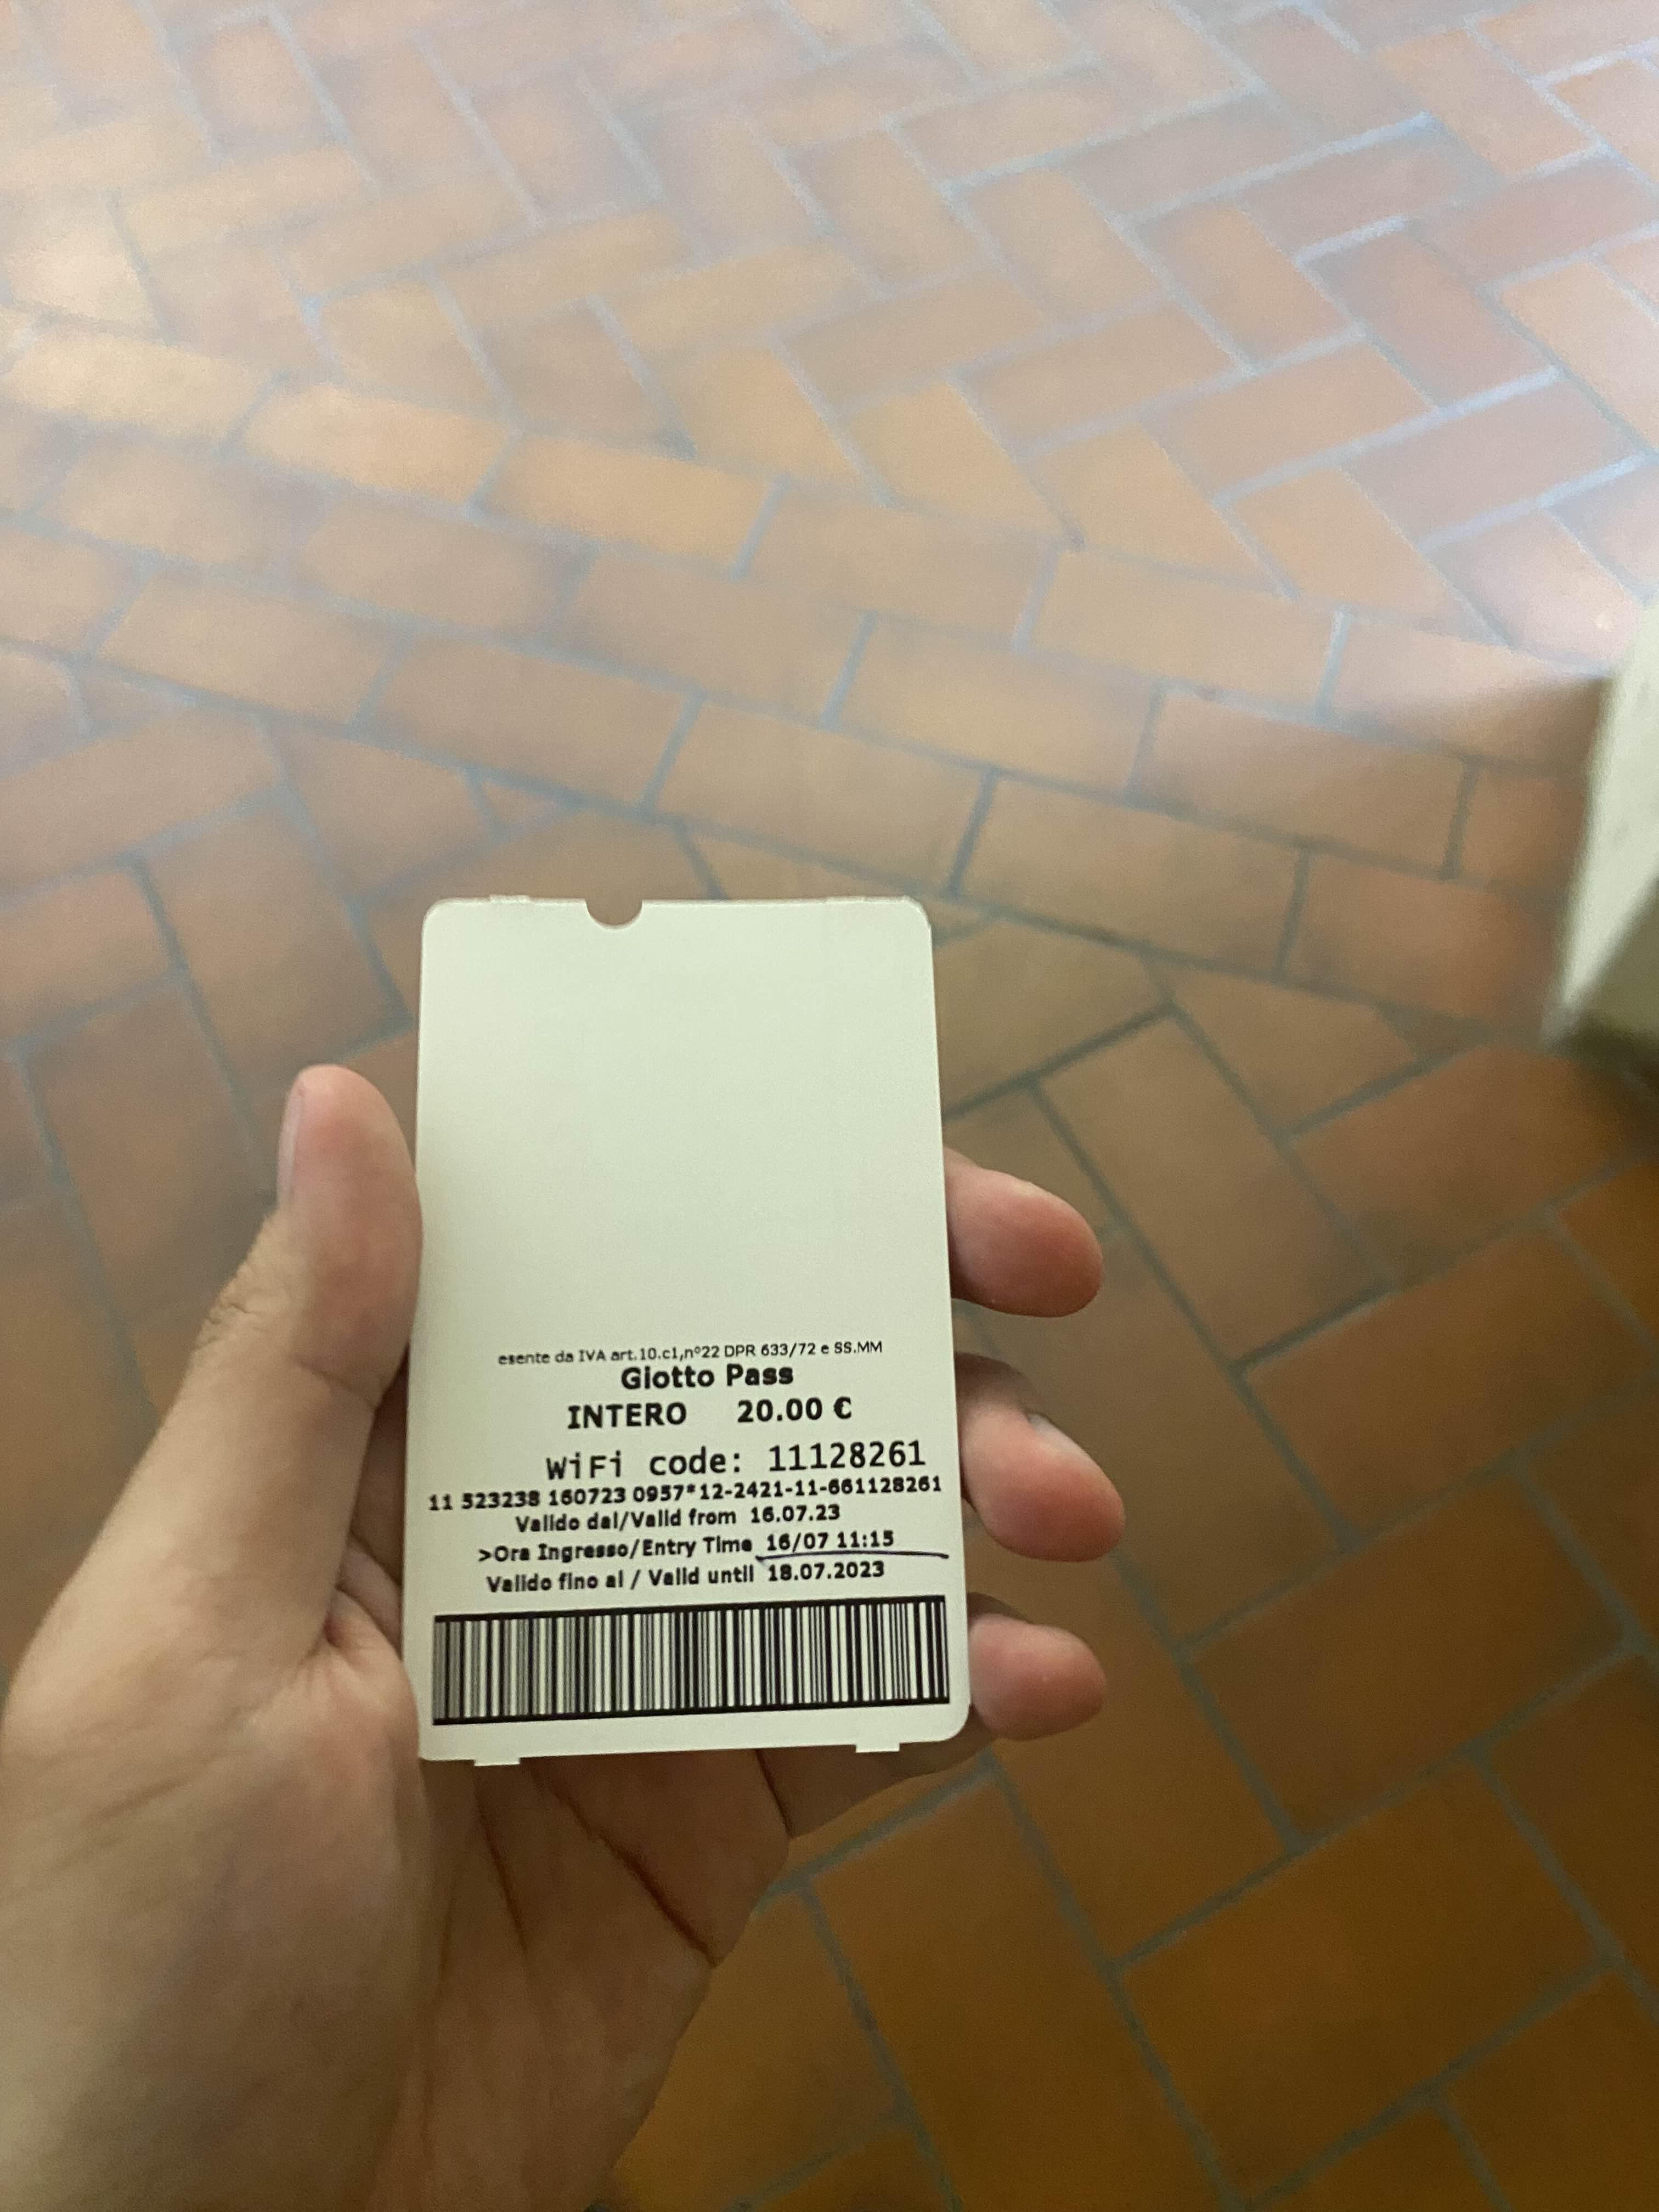 esente da IVA art.10.c1,n°22 DPR 633/72 e SS.MM
Giotto Pass
INTERO 20.00 €
WiFi code: 11128261
11 523238 160723 0957*12-2421-11-661128261
Valido dal/Valid from 16.07.23
>Ora Ingresso/Entry Time 16/07 11:15
Valido fino al / Valid until 18.07.2023